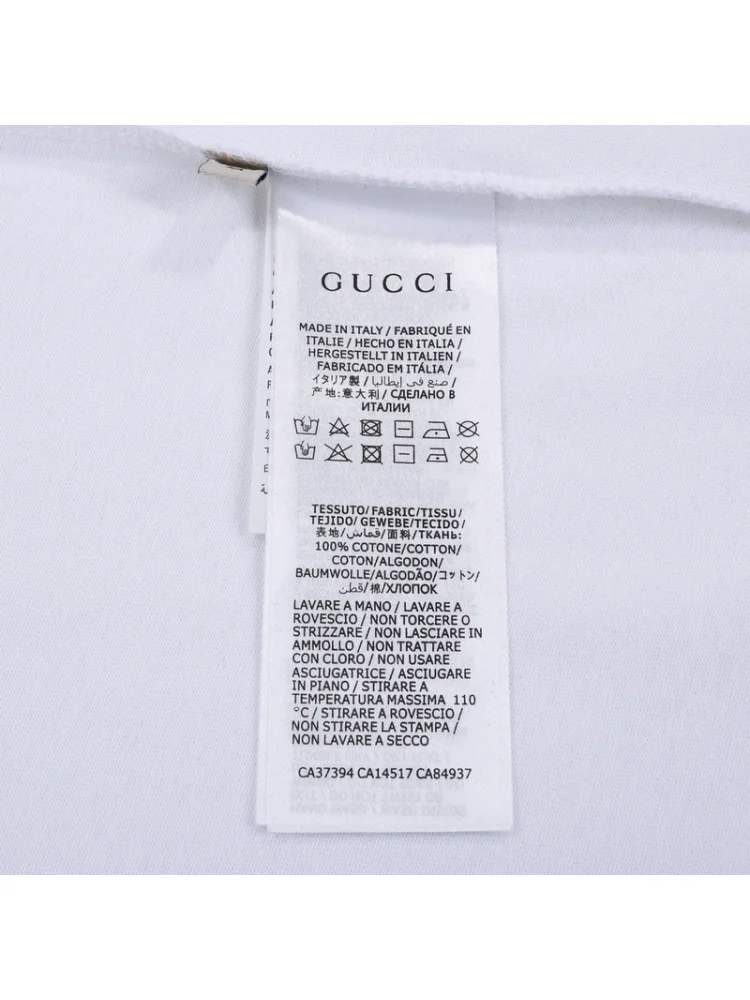 GUCCI
MADE IN ITALY / FABRIQUÉ EN
ITALIE / HECHO EN ITALIA /
HERGESTELLT IN ITALIEN /
FABRICADO EM ITÁLIA /
イタリア製 / صنع في إيطاليا /
产地:意大利 / СДЕЛАНО В
ИТАЛИИ
TESSUTO/FABRIC/TISSU/
TEJIDO/GEWEBE/TECIDO/
表地/قماش/面料/ТКАНЬ:
100% COTONE/COTTON/
COTON/ALGODON/
BAUMWOLLE/ALGODÃO/コットン/
قطن/棉/ХЛОПОК
LAVARE A MANO / LAVARE A
ROVESCIO / NON TORCERE O
STRIZZARE / NON LASCIARE IN
AMMOLLO / NON TRATTARE
CON CLORO / NON USARE
ASCIUGATRICE / ASCIUGARE
IN PIANO / STIRARE A
TEMPERATURA MASSIMA 110
°C / STIRARE A ROVESCIO /
NON STIRARE LA STAMPA /
NON LAVARE A SECCO
CA37394 CA14517 CA84937